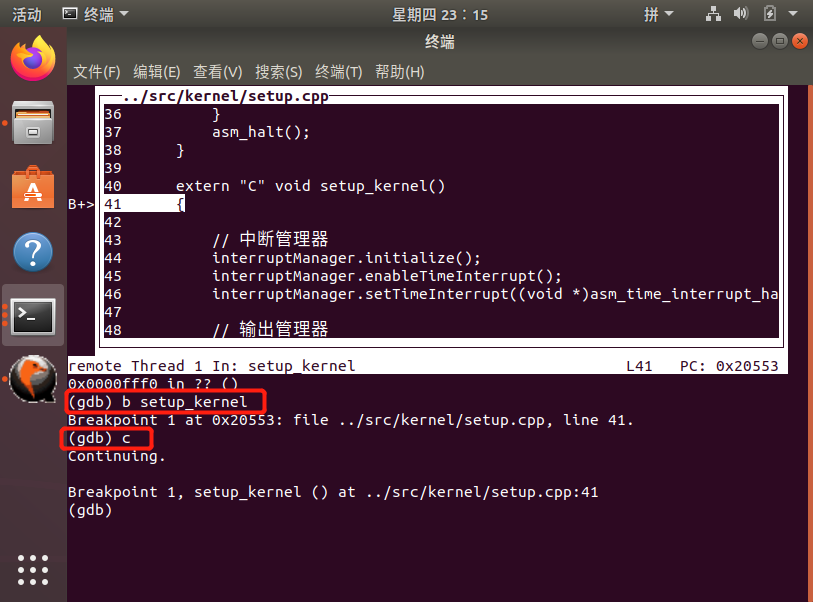 活动 终端 星期四 23：15 拼
终端
文件(F) 编辑(E) 查看(V) 搜索(S) 终端(T) 帮助(H)
../src/kernel/setup.cpp
36 }
37 asm_halt();
38 }
39
40 extern "C" void setup_kernel()
B+> 41 {
42
43 // 中断管理器
44 interruptManager.initialize();
45 interruptManager.enableTimeInterrupt();
46 interruptManager.setTimeInterrupt((void *)asm_time_interrupt_ha
47
48 // 输出管理器
remote Thread 1 In: setup_kernel L41 PC: 0x20553
0x0000fff0 in ?? ()
(gdb) b setup_kernel
Breakpoint 1 at 0x20553: file ../src/kernel/setup.cpp, line 41.
(gdb) c
Continuing.
Breakpoint 1, setup_kernel () at ../src/kernel/setup.cpp:41
(gdb)